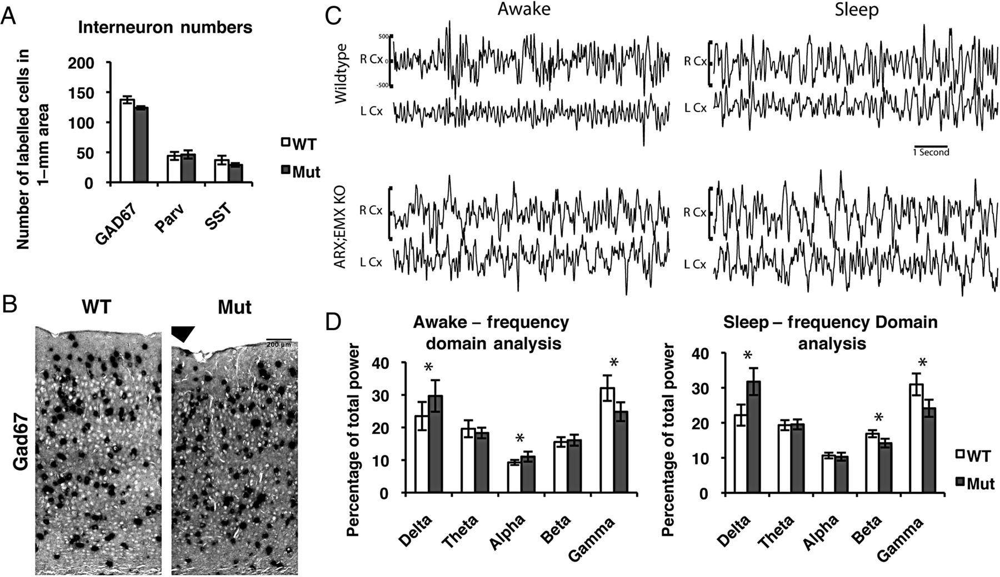 A
Interneuron numbers
Number of labelled cells in
1–mm area
200
150
100
50
0
GAD67
Parv
SST
WT
Mut
B
WT
Mut
200 µm
Gad67
C
Awake
Sleep
Wildtype
500
0
-500
R Cx
L Cx
R Cx
L Cx
1 Second
ARX;EMX KO
R Cx
L Cx
R Cx
L Cx
D
Awake – frequency
domain analysis
Percentage of total power
40
30
20
10
0
*
*
*
Delta
Theta
Alpha
Beta
Gamma
Sleep – frequency Domain
analysis
Percentage of total power
40
30
20
10
0
*
*
*
Delta
Theta
Alpha
Beta
Gamma
WT
Mut